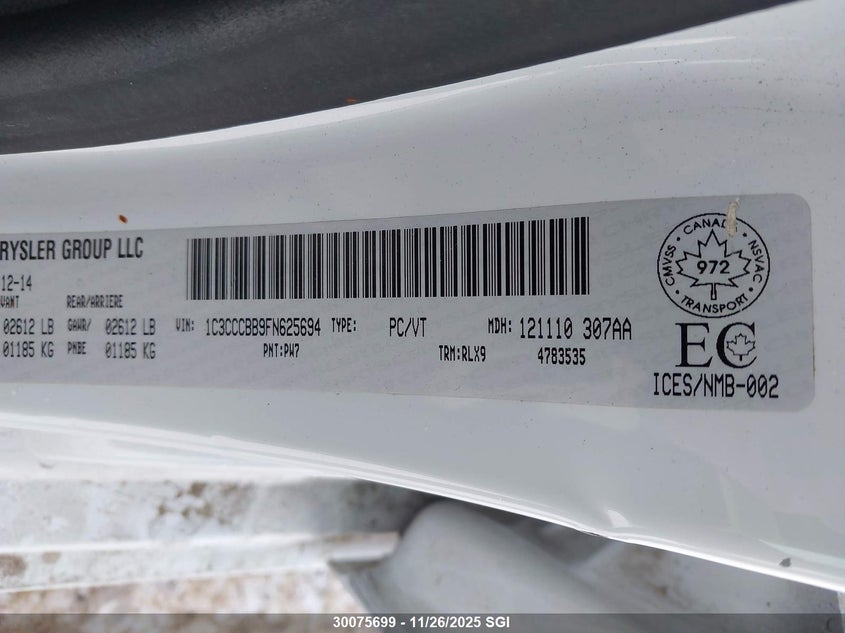 RYSLER GROUP LLC
12-14
VANT REAR/ARRIERE
02612 LB GAWR/ 02612 LB
01185 KG PNBE 01185 KG
VIN: 1C3CCCBB9FN625694 TYPE: PC/VT MDH: 121110 307AA
PNT:PW7 TRM:RLX9 4783535
CMVSS · CANADA · NSVAC · TRANSPORT ·
972
EC
ICES/NMB-002
30075699 - 11/26/2025 SGI